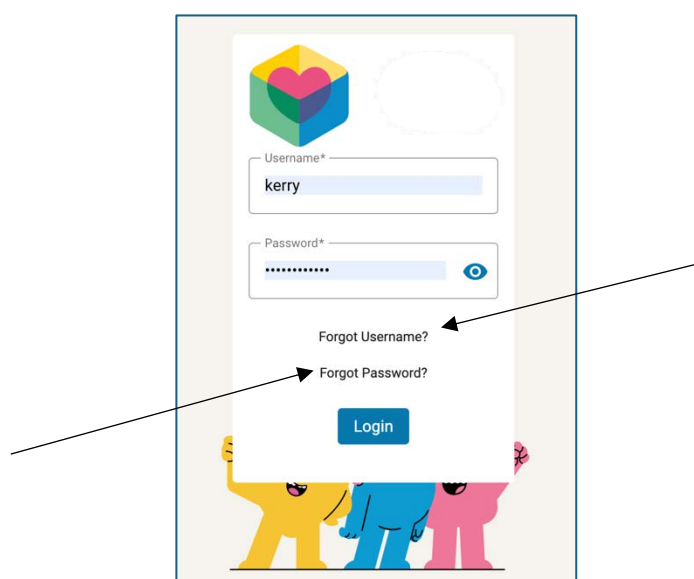 Username*
kerry
Password*
••••••••••••
Forgot Username?
Forgot Password?
Login